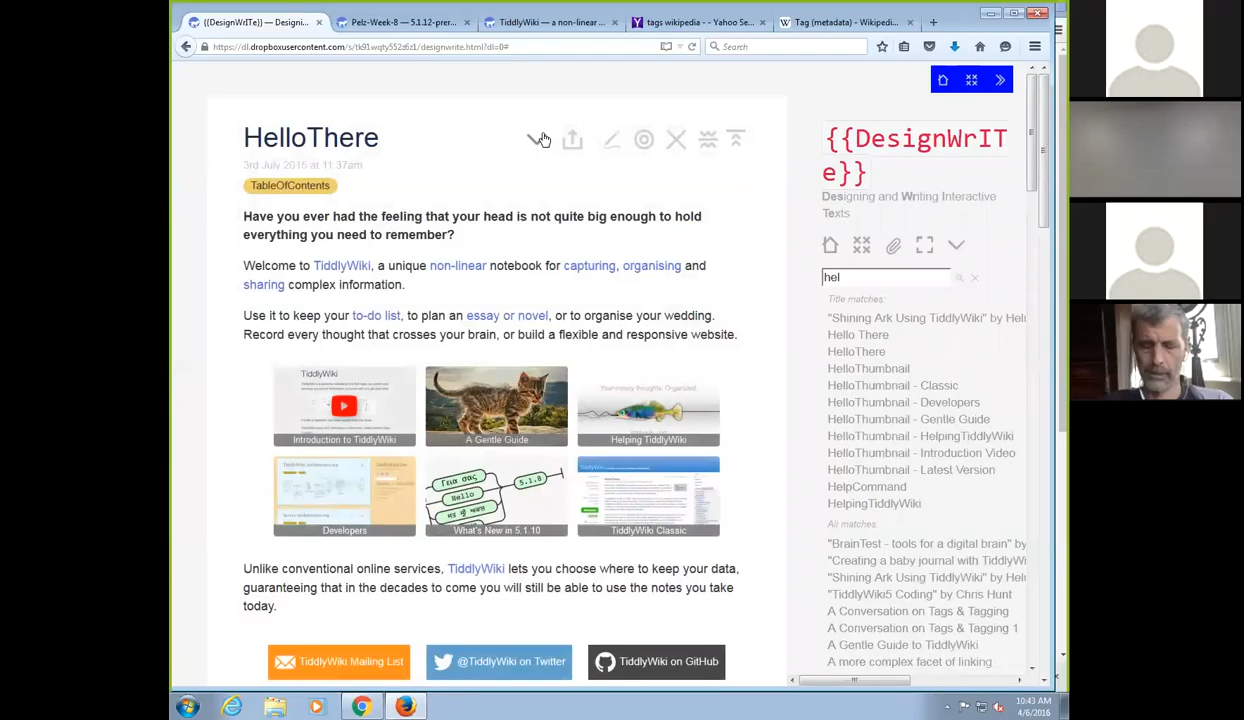 {{DesignWrITe}} — Designi...
Pelz-Week-8 — 5.1.12-prer...
TiddlyWiki — a non-linear ...
tags wikipedia - - Yahoo Se...
Tag (metadata) - Wikipedi...
https://dl.dropboxusercontent.com/s/tk91wqty552z6z1/designwrite.html?dl=0#
Search
HelloThere
3rd July 2015 at 11:37am
TableOfContents
Have you ever had the feeling that your head is not quite big enough to hold
everything you need to remember?
Welcome to TiddlyWiki, a unique non-linear notebook for capturing, organising and
sharing complex information.
Use it to keep your to-do list, to plan an essay or novel, or to organise your wedding.
Record every thought that crosses your brain, or build a flexible and responsive website.
TiddlyWiki
Introduction to TiddlyWiki
A Gentle Guide
Your messy thoughts. Organized.
Helping TiddlyWiki
Developers
Γεια σας
Hello
5.1.8
What's New in 5.1.10
TiddlyWiki Classic
Unlike conventional online services, TiddlyWiki lets you choose where to keep your data,
guaranteeing that in the decades to come you will still be able to use the notes you take
today.
TiddlyWiki Mailing List
@TiddlyWiki on Twitter
TiddlyWiki on GitHub
{{DesignWrIT
e}}
Designing and Writing Interactive
Texts
hel
Title matches:
"Shining Ark Using TiddlyWiki" by Hel
Hello There
HelloThere
HelloThumbnail
HelloThumbnail - Classic
HelloThumbnail - Developers
HelloThumbnail - Gentle Guide
HelloThumbnail - HelpingTiddlyWiki
HelloThumbnail - Introduction Video
HelloThumbnail - Latest Version
HelpCommand
HelpingTiddlyWiki
All matches:
"BrainTest - tools for a digital brain" by
"Creating a baby journal with TiddlyWi
"Shining Ark Using TiddlyWiki" by Hel
"TiddlyWiki5 Coding" by Chris Hunt
A Conversation on Tags & Tagging
A Conversation on Tags & Tagging 1
A Gentle Guide to TiddlyWiki
A more complex facet of linking
10:43 AM
4/6/2016